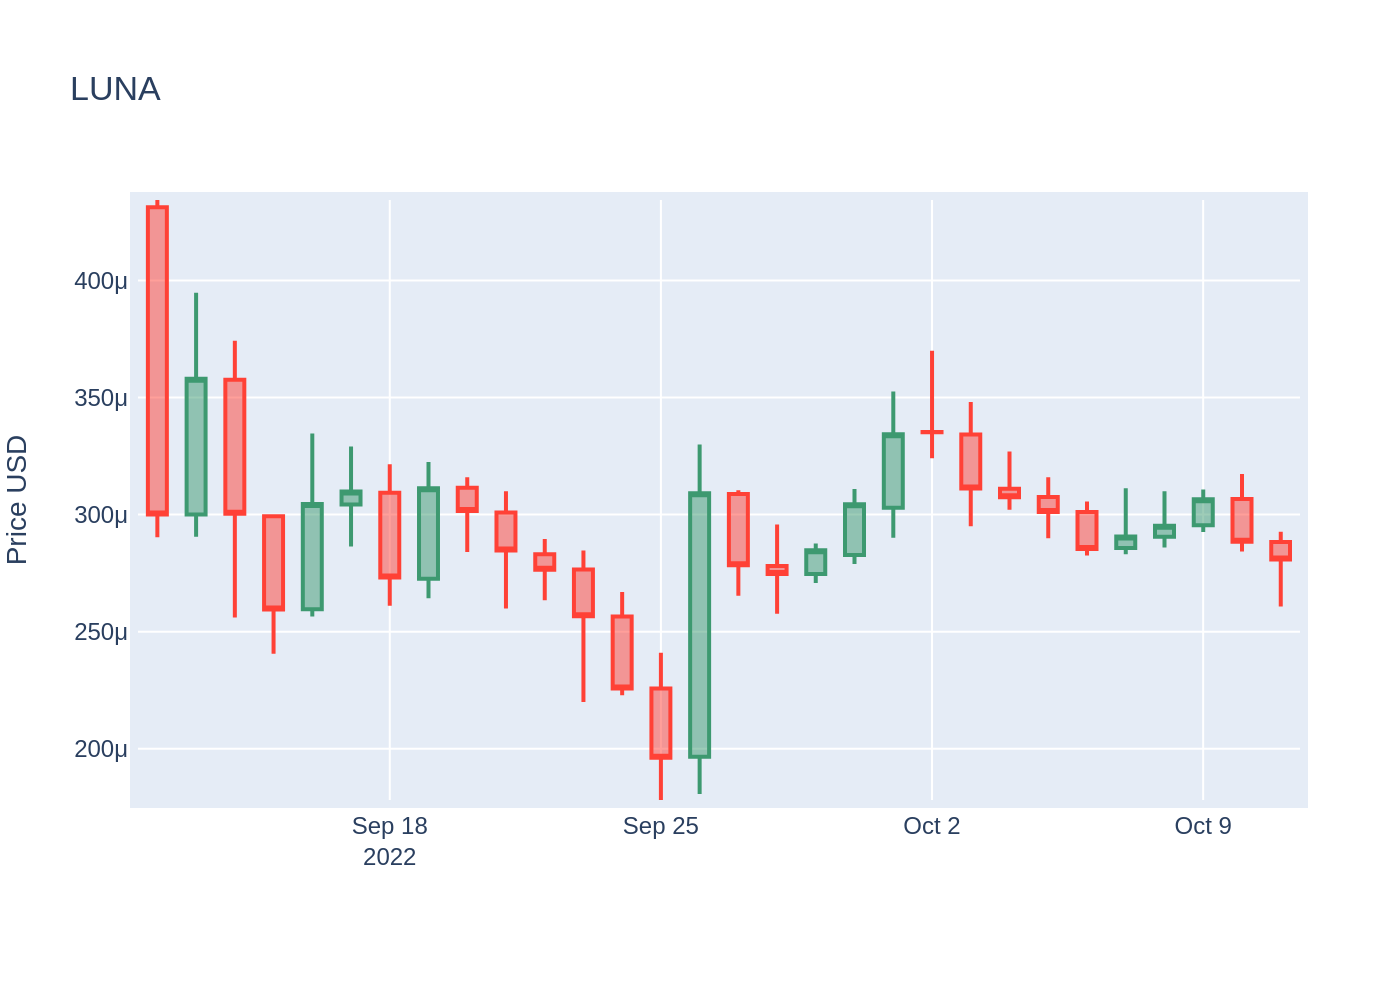 LUNA
Price USD
400μ
350μ
300μ
250μ
200μ
Sep 18
2022
Sep 25
Oct 2
Oct 9